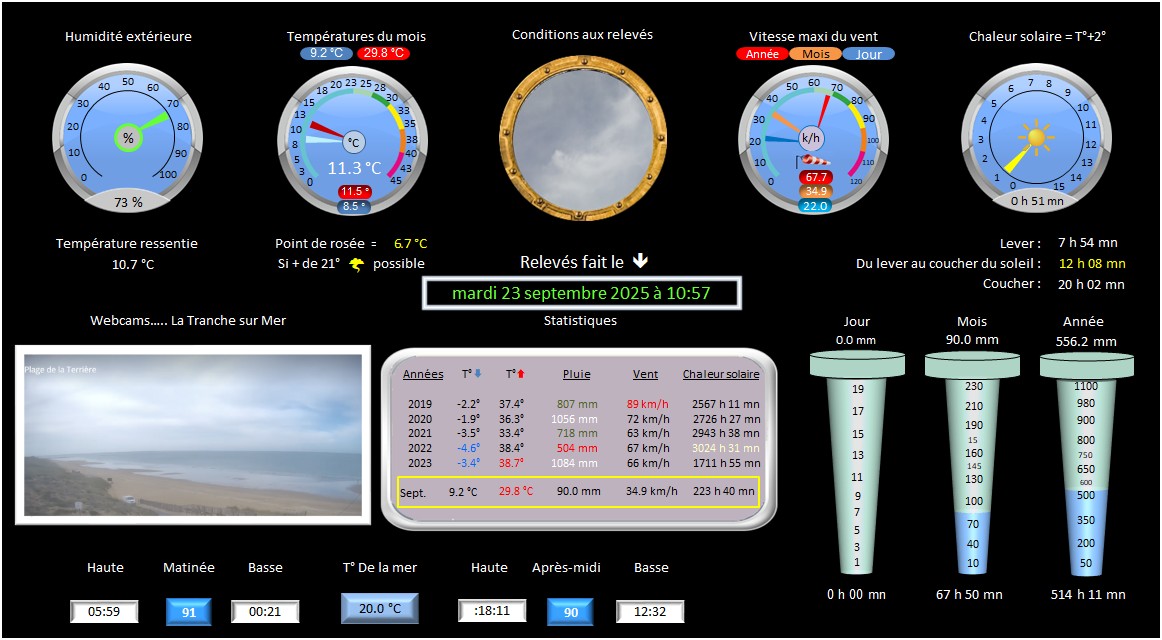 Humidité extérieure
0 10 20 30 40 50 60 70 80 90 100
%
73 %
Températures du mois
9.2 °C 29.8 °C
0 3 5 8 10 13 15 18 20 23 25 28 30 33 35 38 40 43 45
°C
11.3 °C
11.5 °
8.5 °
Conditions aux relevés
Vitesse maxi du vent
Année Mois Jour
0 10 20 30 40 50 60 70 80 90 100 110 120
k/h
67.7
34.9
22.0
Chaleur solaire = T°+2°
0 1 2 3 4 5 6 7 8 9 10 11 12 13 14 15
0 h 51 mn
Température ressentie
10.7 °C
Point de rosée = 6.7 °C
Si + de 21° possible
Relevés fait le
mardi 23 septembre 2025 à 10:57
Lever : 7 h 54 mn
Du lever au coucher du soleil : 12 h 08 mn
Coucher : 20 h 02 mn
Webcams..... La Tranche sur Mer
Plage de la Terrière
Statistiques
Années T° T° Pluie Vent Chaleur solaire
2019 -2.2° 37.4° 807 mm 89 km/h 2567 h 11 mn
2020 -1.9° 36.3° 1056 mm 72 km/h 2726 h 27 mn
2021 -3.5° 33.4° 718 mm 63 km/h 2943 h 38 mn
2022 -4.6° 38.4° 504 mm 67 km/h 3024 h 31 mn
2023 -3.4° 38.7° 1084 mm 66 km/h 1711 h 55 mn
Sept. 9.2 °C 29.8 °C 90.0 mm 34.9 km/h 223 h 40 mn
Jour
0.0 mm
19
17
15
13
11
9
7
5
3
1
0 h 00 mn
Mois
90.0 mm
230
210
190
15
160
145
130
100
70
40
10
67 h 50 mn
Année
556.2 mm
1100
980
900
800
750
650
600
500
350
200
50
514 h 11 mn
Haute Matinée Basse
05:59 91 00:21
T° De la mer
20.0 °C
Haute Après-midi Basse
:18:11 90 12:32